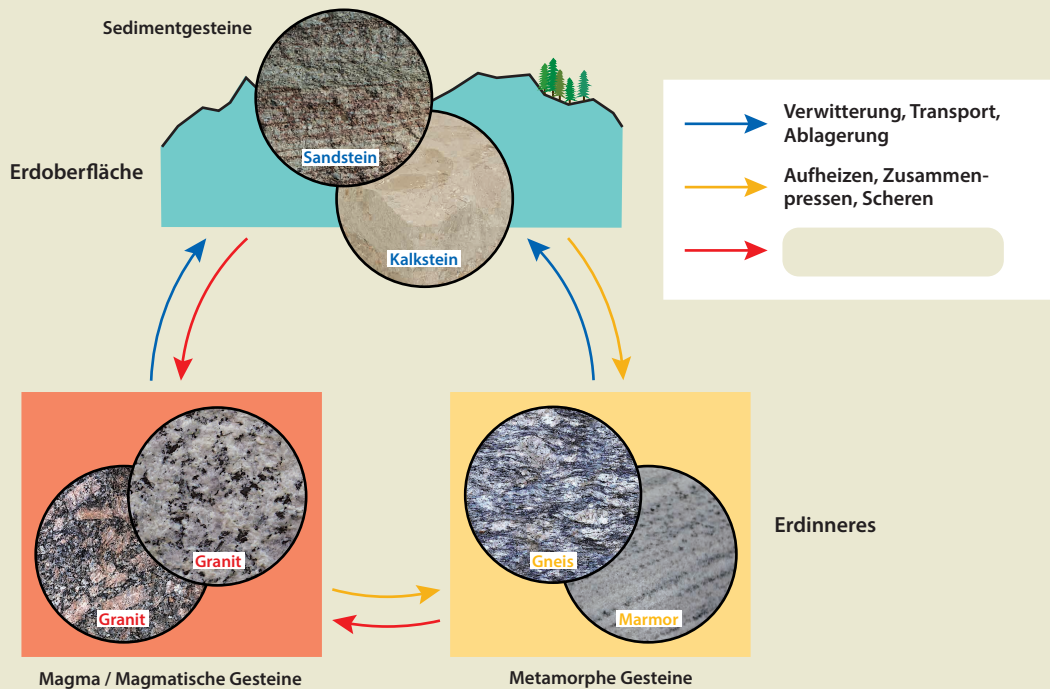 Sedimentgesteine
Sandstein
Erdoberfläche
Kalkstein
Verwitterung, Transport,
Ablagerung
Aufheizen, Zusammen-
pressen, Scheren
Granit
Granit
Gneis
Marmor
Erdinneres
Magma / Magmatische Gesteine
Metamorphe Gesteine